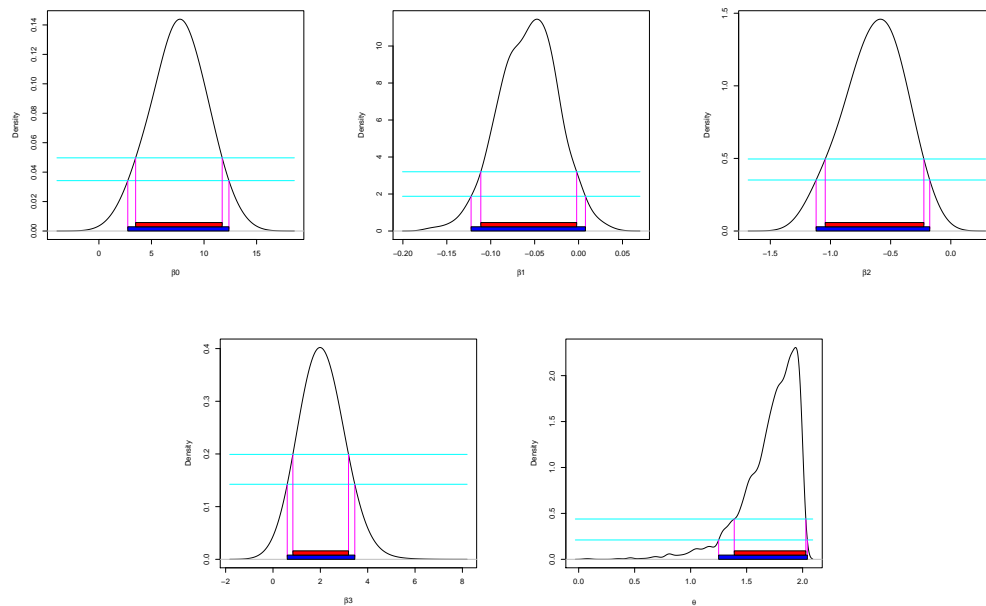 Density
0.00 0.02 0.04 0.06 0.08 0.10 0.12 0.14
0 5 10 15
β0
Density
0 2 4 6 8 10
−0.20 −0.15 −0.10 −0.05 0.00 0.05
β1
Density
0.0 0.5 1.0 1.5
−1.5 −1.0 −0.5 0.0
β2
Density
0.0 0.1 0.2 0.3 0.4
−2 0 2 4 6 8
β3
Density
0.0 0.5 1.0 1.5 2.0
0.0 0.5 1.0 1.5 2.0
θ